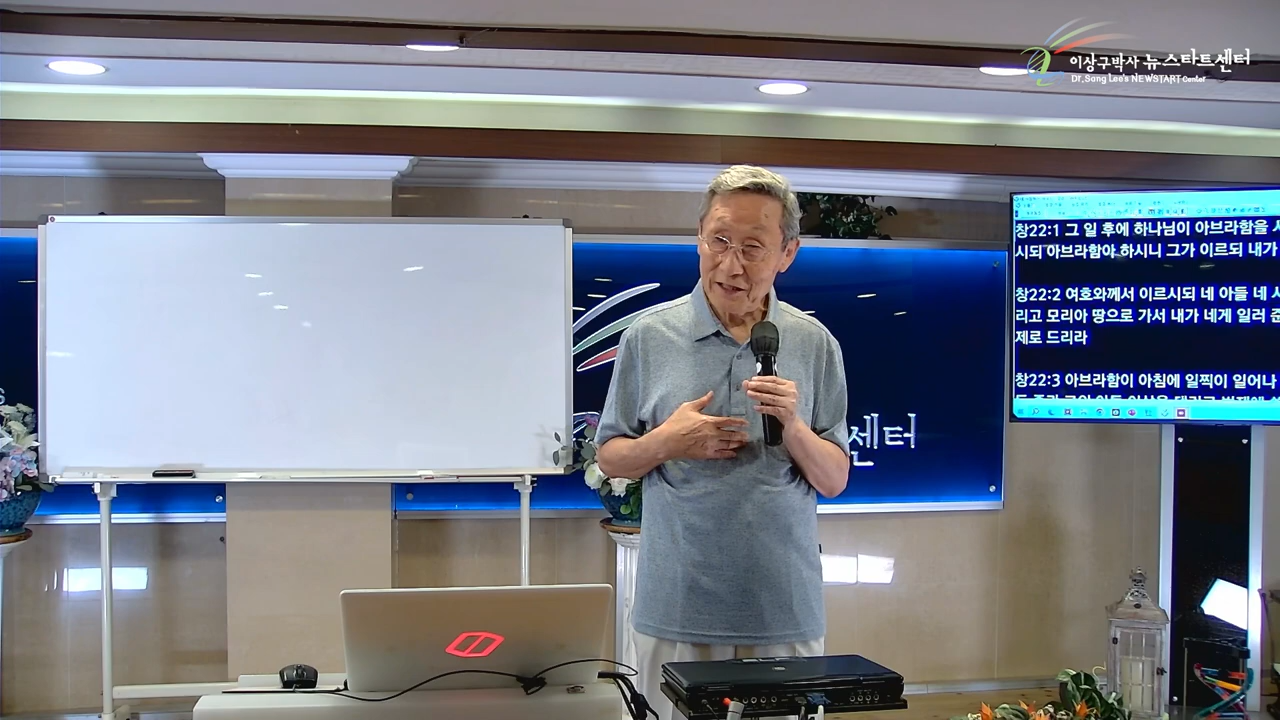 이상구박사 뉴스타트센터
Dr.Sang Lee's NEWSTART Center
창22:1 그 일 후에 하나님이 아브라함을 시
시되 아브라함아 하시니 그가 이르되 내가
창22:2 여호와께서 이르시되 네 아들 네 사
리고 모리아 땅으로 가서 내가 네게 일러 준
제로 드리라
창22:3 아브라함이 아침에 일찍이 일어나
센터